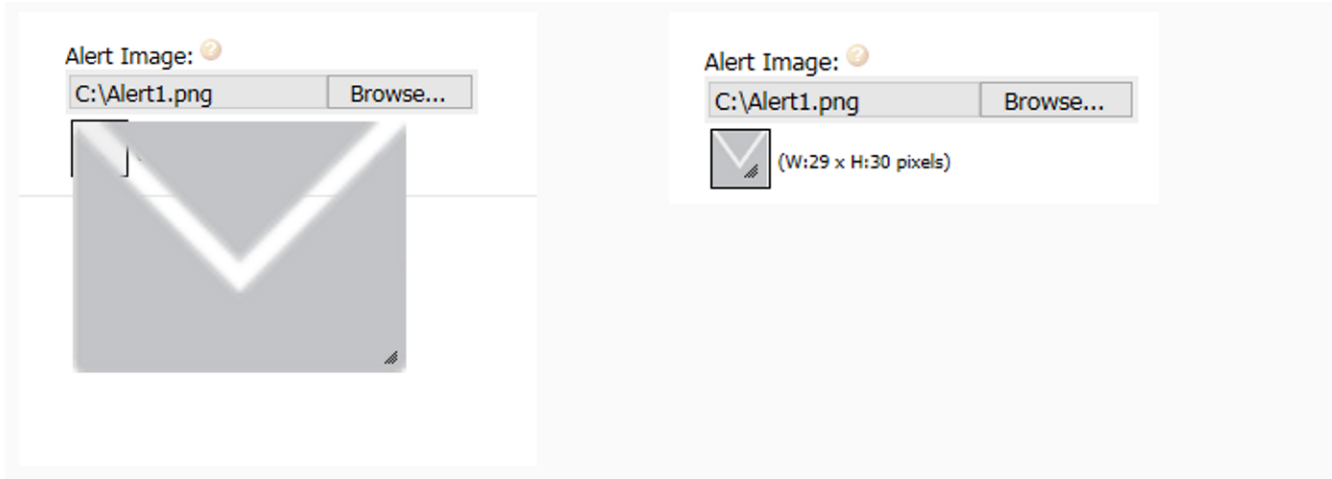 Alert Image: ?
C:\Alert1.png Browse...
Alert Image: ?
C:\Alert1.png Browse...
(W:29 x H:30 pixels)